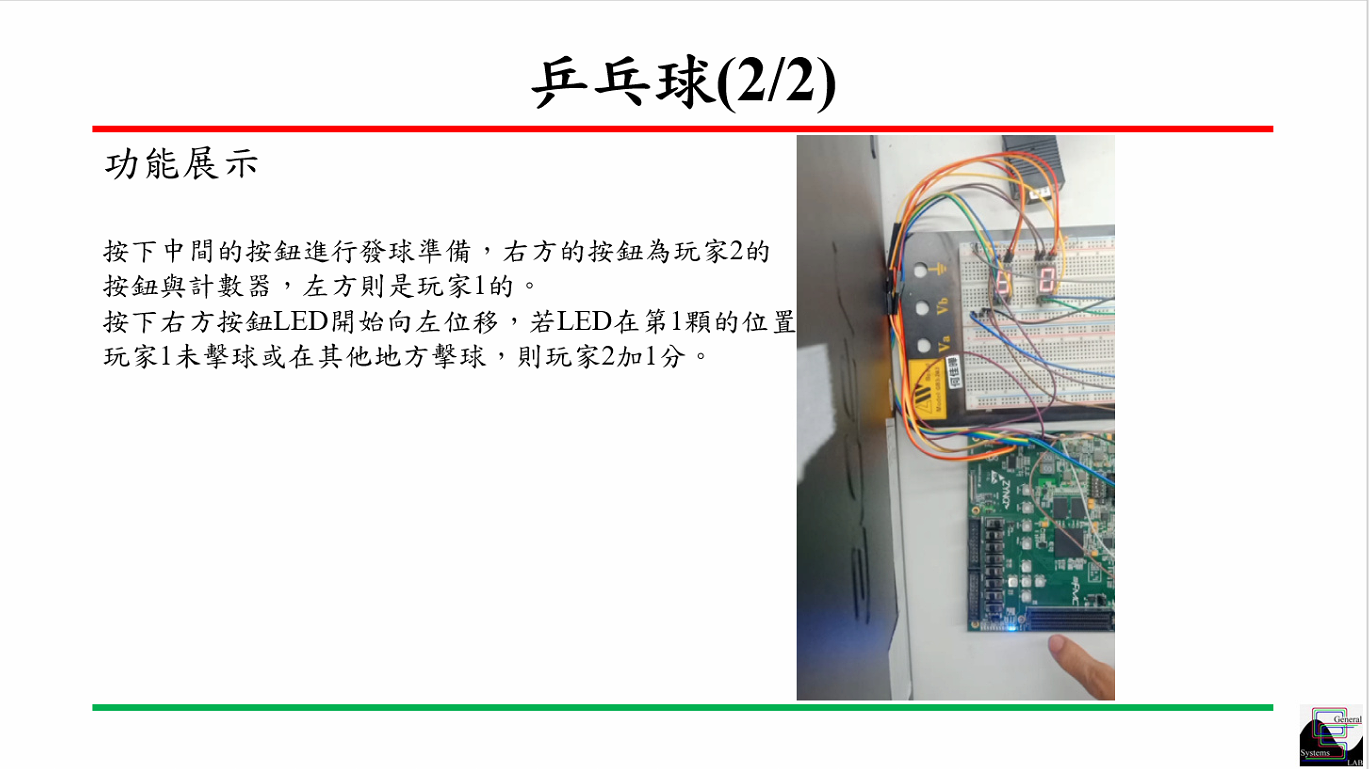 乒乓球(2/2)
功能展示
按下中間的按鈕進行發球準備，右方的按鈕為玩家2的
按鈕與計數器，左方則是玩家1的。
按下右方按鈕LED開始向左位移，若LED在第1顆的位置
玩家1未擊球或在其他地方擊球，則玩家2加1分。
Vb
Va
ZYNQ
FMC
General
Systems
LAB